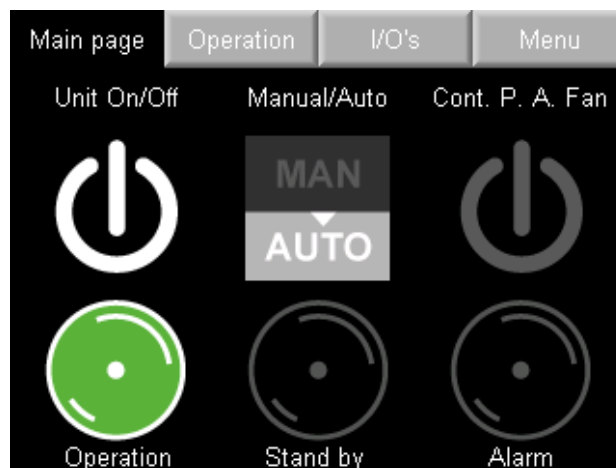 Main page Operation I/O's Menu
Unit On/Off Manual/Auto Cont. P. A. Fan
MAN
AUTO
Operation Stand by Alarm